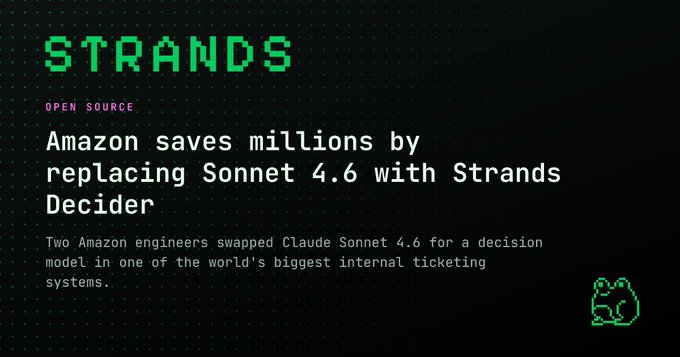 STRANDS
OPEN SOURCE
Amazon saves millions by
replacing Sonnet 4.6 with Strands
Decider
Two Amazon engineers swapped Claude Sonnet 4.6 for a decision
model in one of the world's biggest internal ticketing
systems.